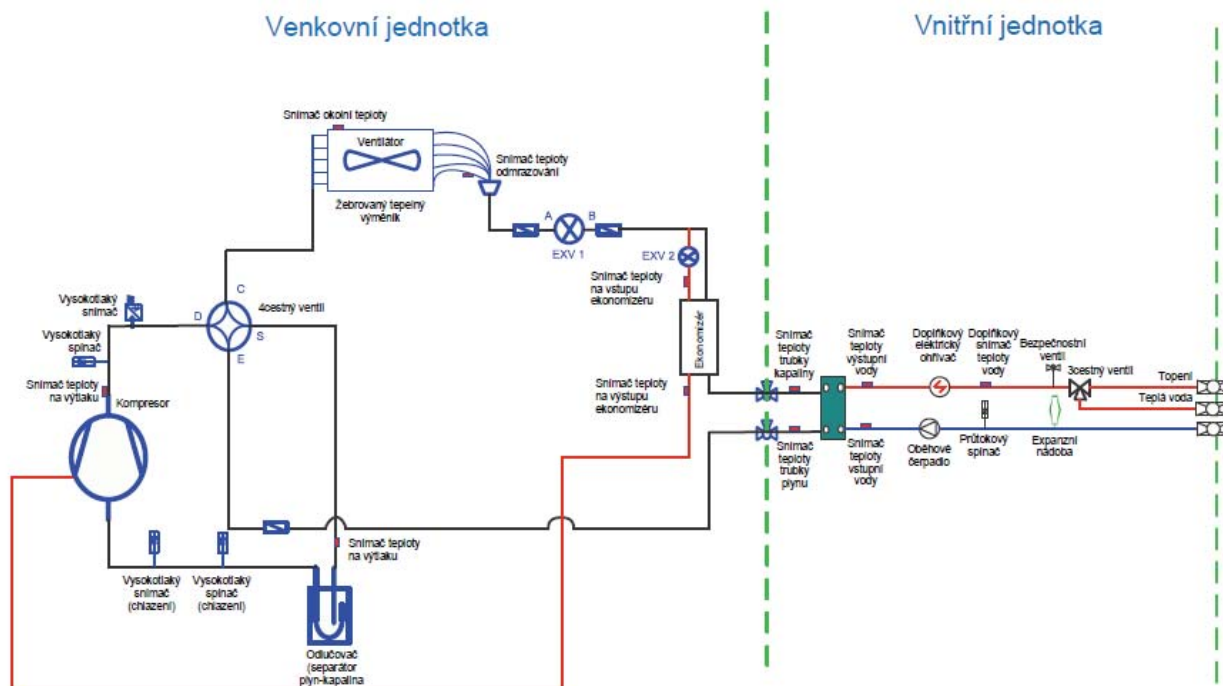 Venkovní jednotka
Vnitřní jednotka
Snímač okolní teploty
Ventilátor
Snímač teploty
odmrazování
Žebrovaný tepelný
výměník
A
B
EXV 1
EXV 2
Snímač teploty
na vstupu
ekonomizéru
Ekonomizér
Snímač teploty
na výstupu
ekonomizéru
C
D
S
E
4cestný ventil
Vysokotlaký
snímač
Vysokotlaký
spínač
Snímač teploty
na výtlaku
Kompresor
Vysokotlaký
snímač
(chlazení)
Vysokotlaký
spínač
(chlazení)
Snímač teploty
na výtlaku
Odlučovač
(separátor
plyn-kapalina
Snímač
teploty
trubky
kapaliny
Snímač
teploty
výstupní
vody
Doplňkový
elektrický
ohřívač
Doplňkový
snímač
teploty
vody
Bezpečnostní
ventil
3cestný ventil
Topení
Teplá voda
Snímač
teploty
trubky
plynu
Snímač
teploty
vstupní
vody
Oběhové
čerpadlo
Průtokový
spínač
Expanzní
nádoba